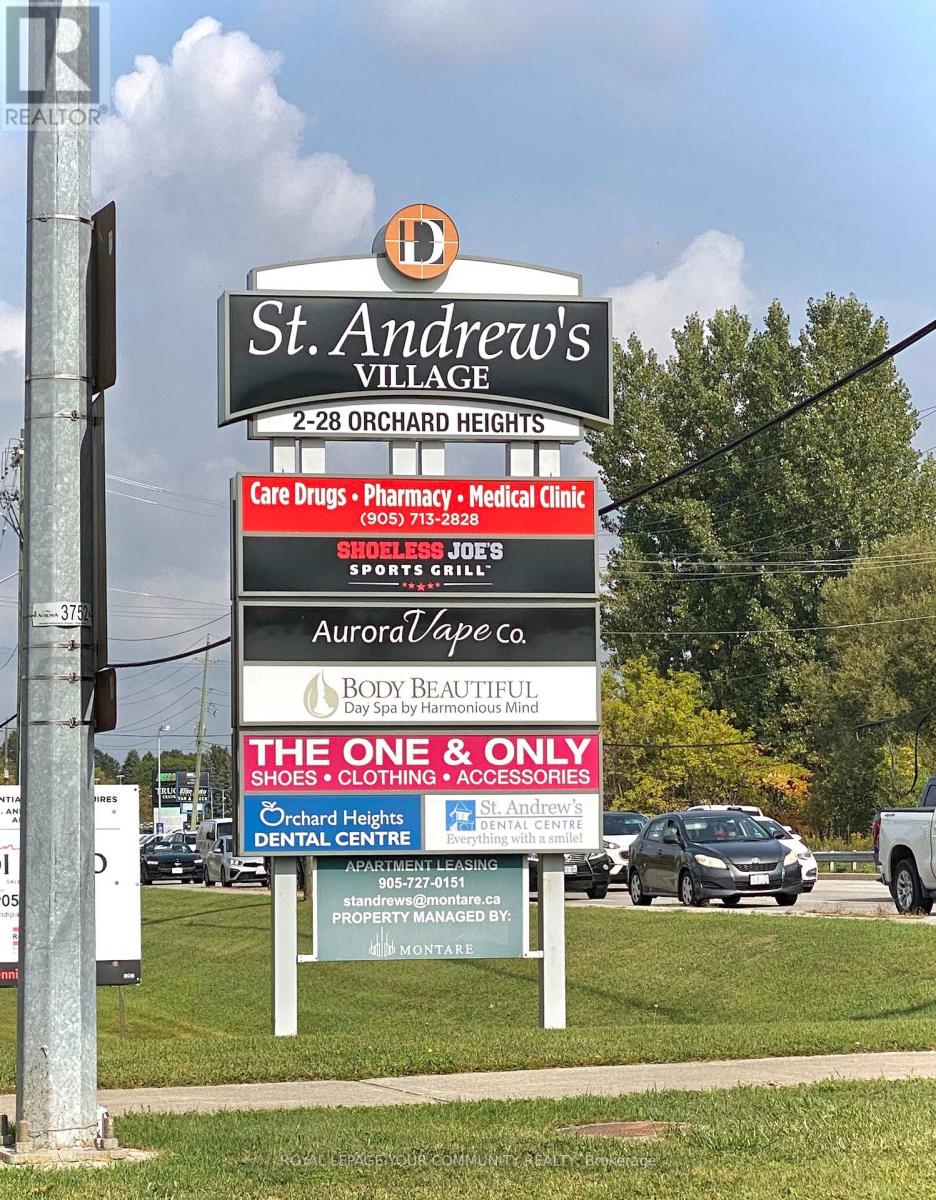 REALTOR®
D
St. Andrew's
VILLAGE
2-28 ORCHARD HEIGHTS
Care Drugs • Pharmacy • Medical Clinic
(905) 713-2828
SHOELESS JOE'S
SPORTS GRILL
Aurora Vape Co.
BODY BEAUTIFUL
Day Spa by Harmonious Mind
THE ONE & ONLY
SHOES • CLOTHING • ACCESSORIES
Orchard Heights
DENTAL CENTRE
St. Andrew's
DENTAL CENTRE
Everything with a smile!
APARTMENT LEASING
905-727-0151
standrews@montare.ca
PROPERTY MANAGED BY:
MONTARE
AURORA 3752
ROYAL LEPAGE YOUR COMMUNITY REALTY, Brokerage